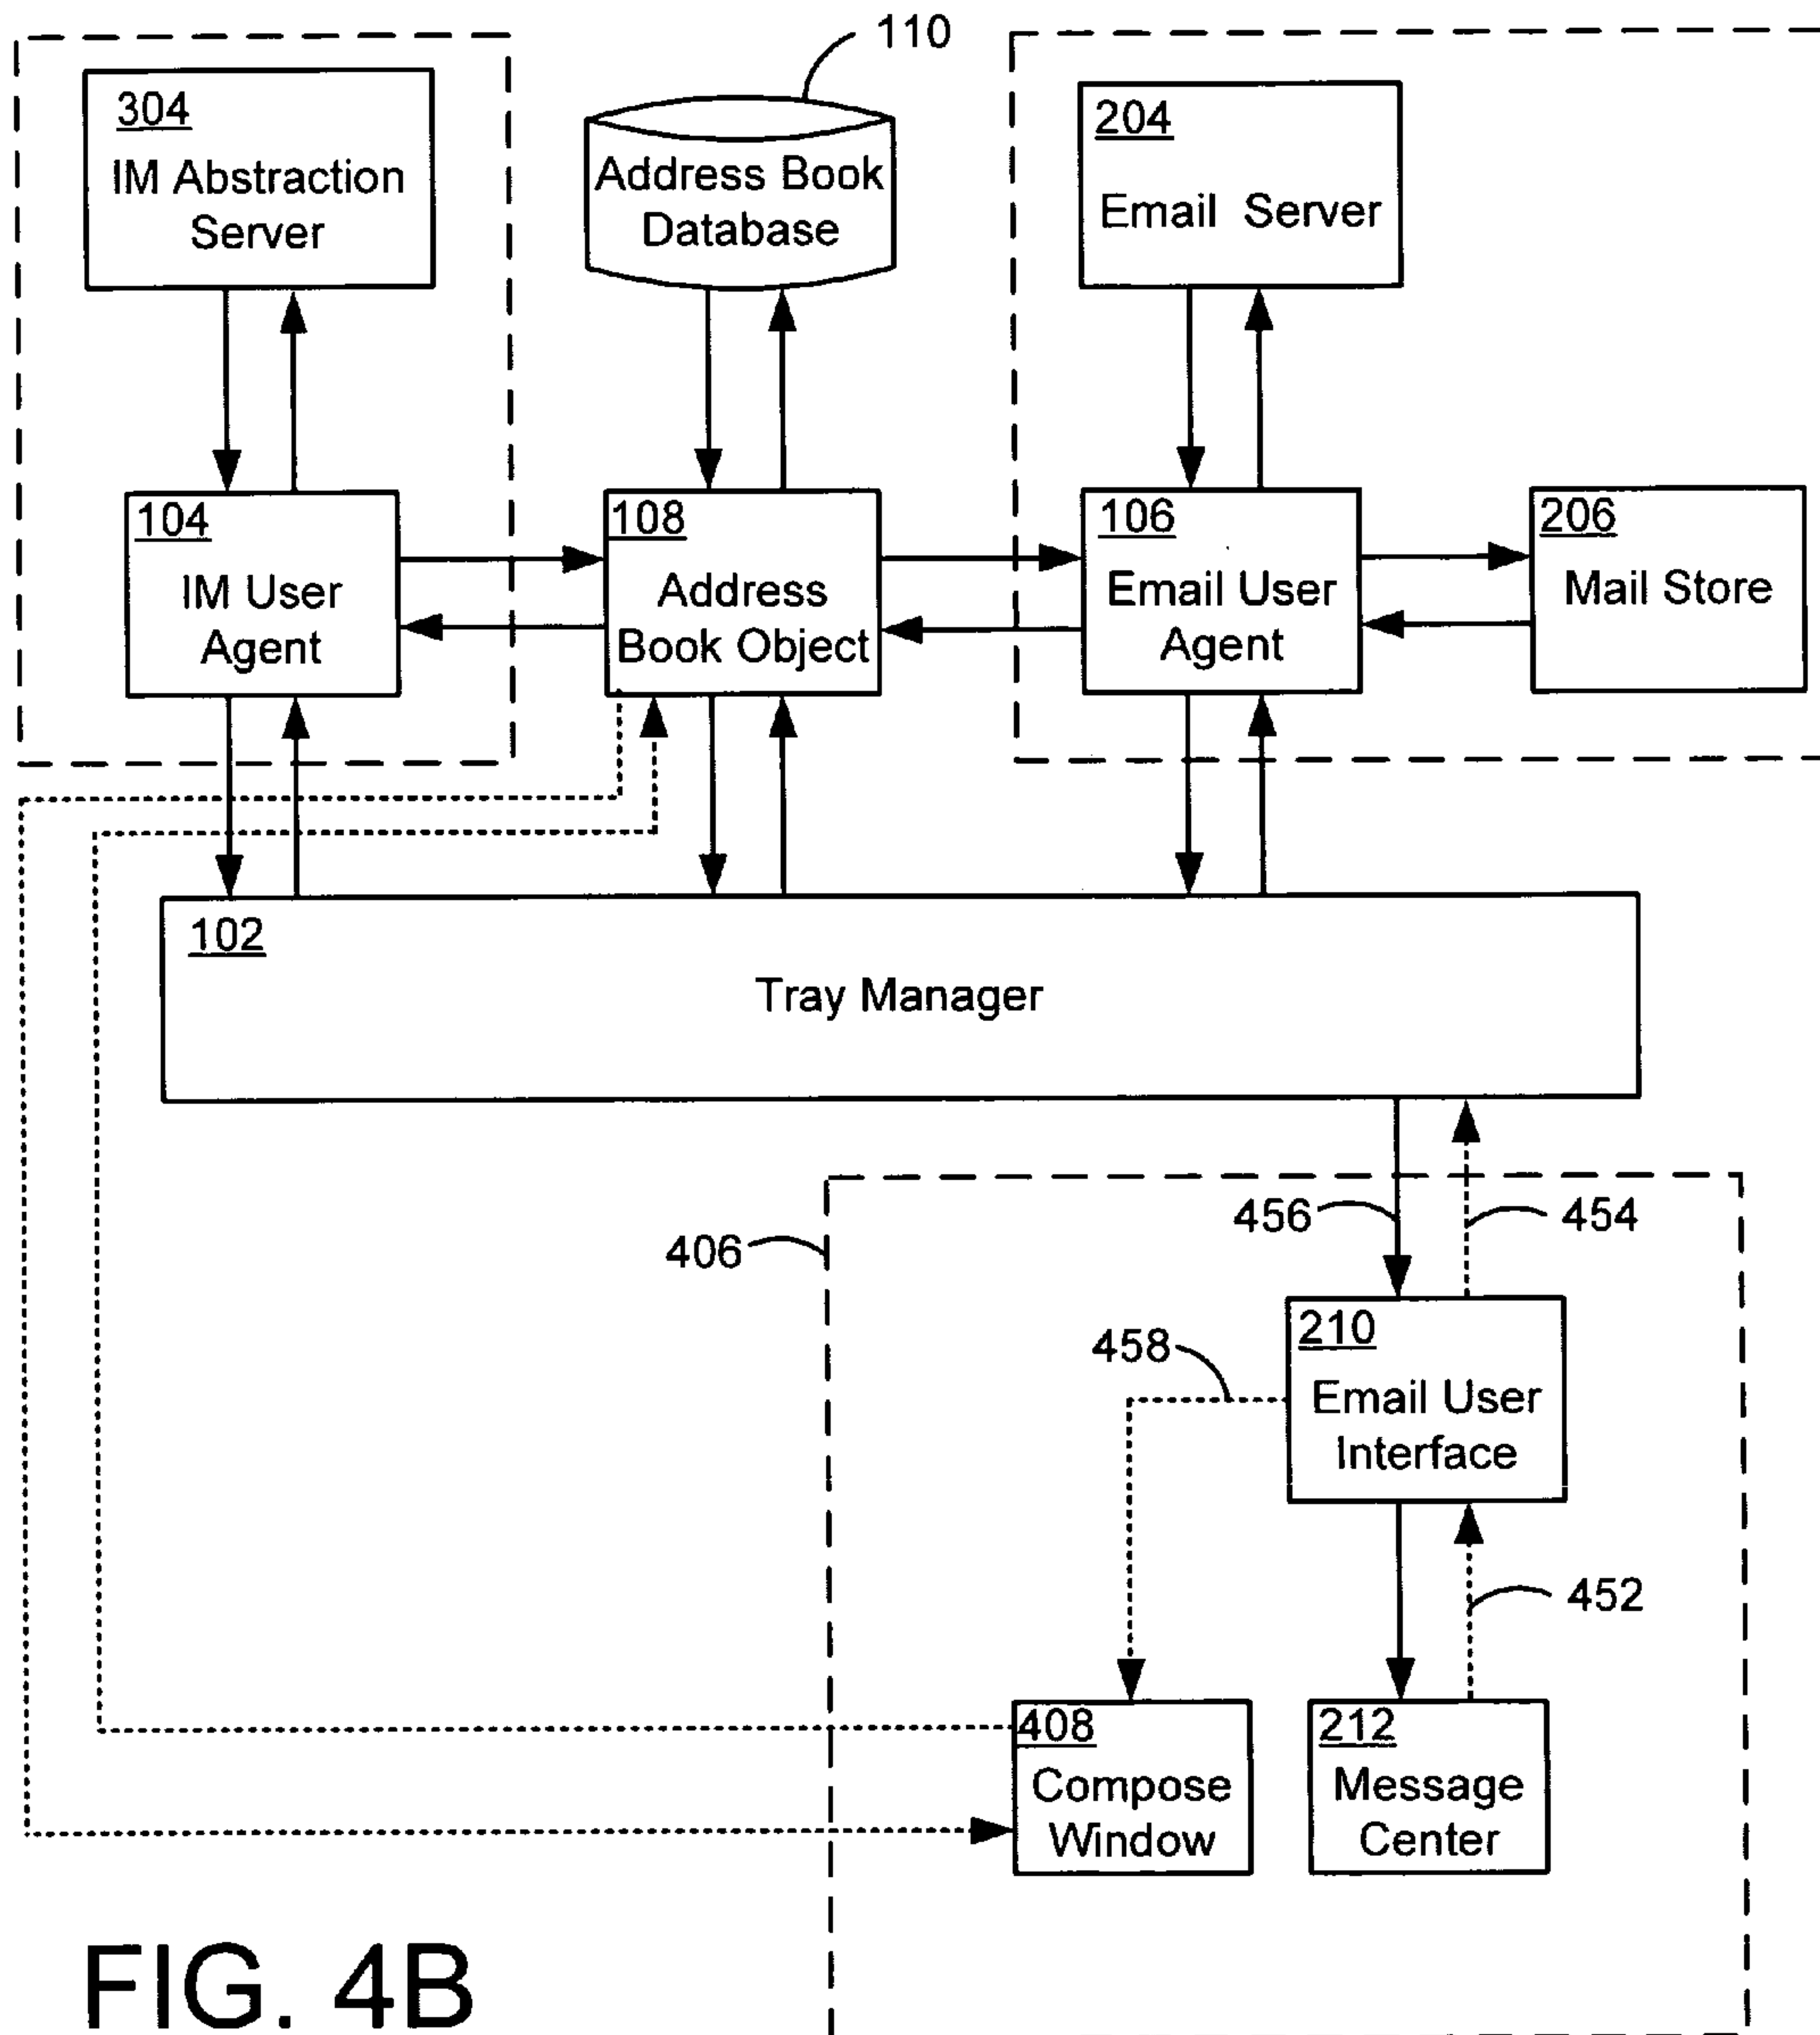 110
304
IM Abstraction
Server
Address Book
Database
204
Email Server
104
IM User
Agent
108
Address
Book Object
106
Email User
Agent
206
Mail Store
102
Tray Manager
456
454
406
210
Email User
Interface
458
452
408
Compose
Window
212
Message
Center
FIG. 4B